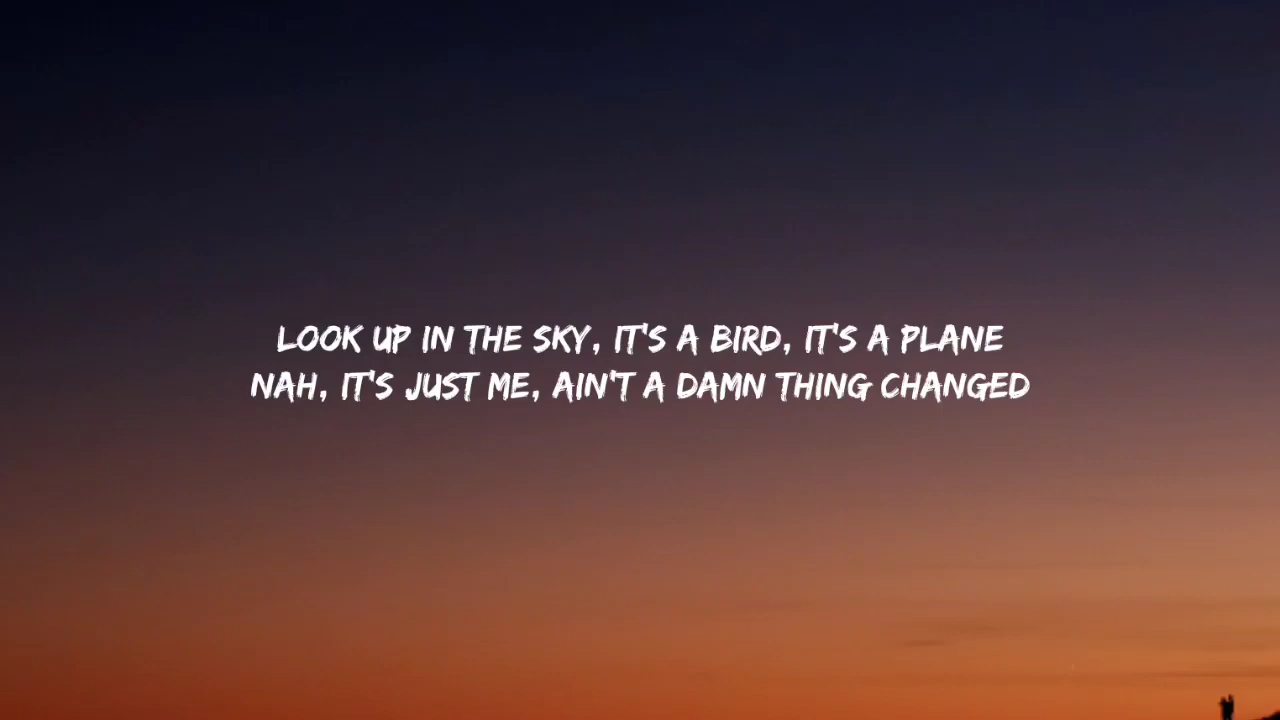 LOOK UP IN THE SKY, IT'S A BIRD, IT'S A PLANE
NAH, IT'S JUST ME, AIN'T A DAMN THING CHANGED